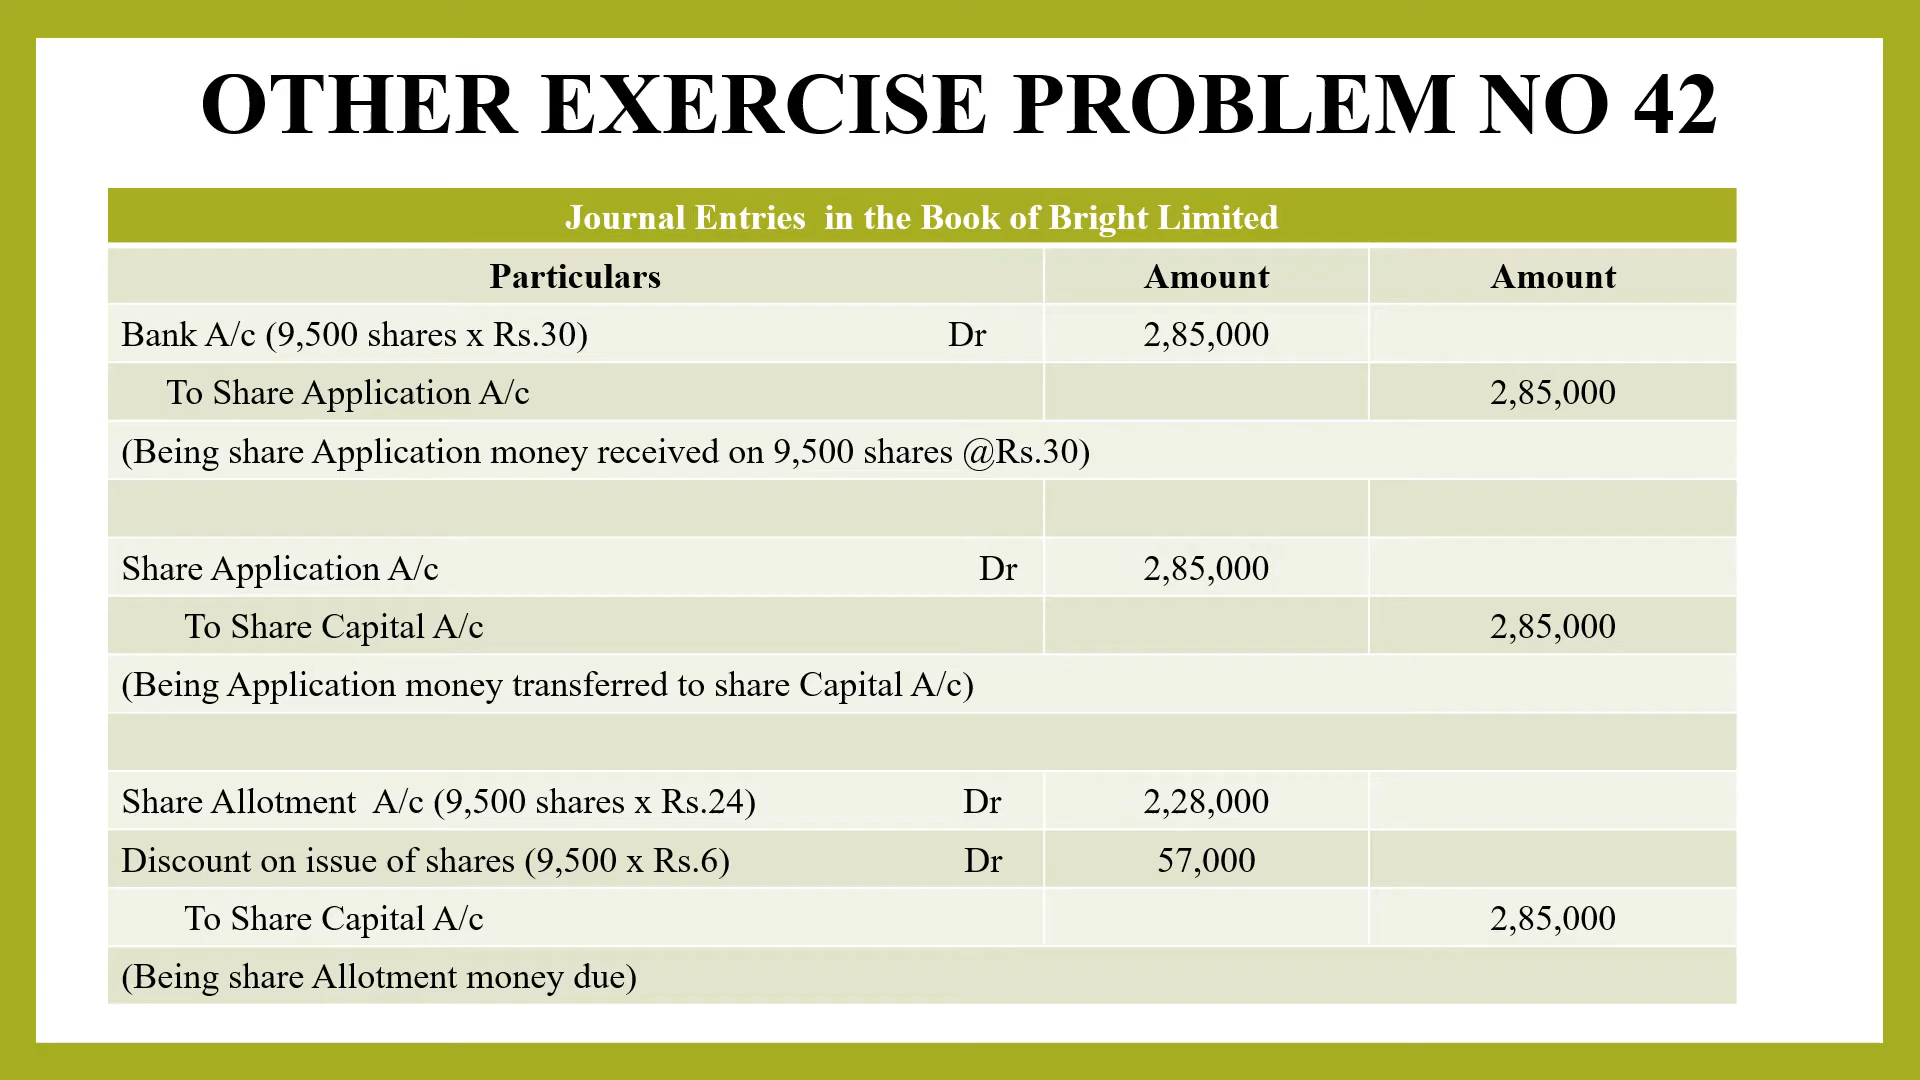 OTHER EXERCISE PROBLEM NO 42
Journal Entries in the Book of Bright Limited
Particulars Amount Amount
Bank A/c (9,500 shares x Rs.30) Dr 2,85,000
To Share Application A/c 2,85,000
(Being share Application money received on 9,500 shares @Rs.30)
Share Application A/c Dr 2,85,000
To Share Capital A/c 2,85,000
(Being Application money transferred to share Capital A/c)
Share Allotment A/c (9,500 shares x Rs.24) Dr 2,28,000
Discount on issue of shares (9,500 x Rs.6) Dr 57,000
To Share Capital A/c 2,85,000
(Being share Allotment money due)